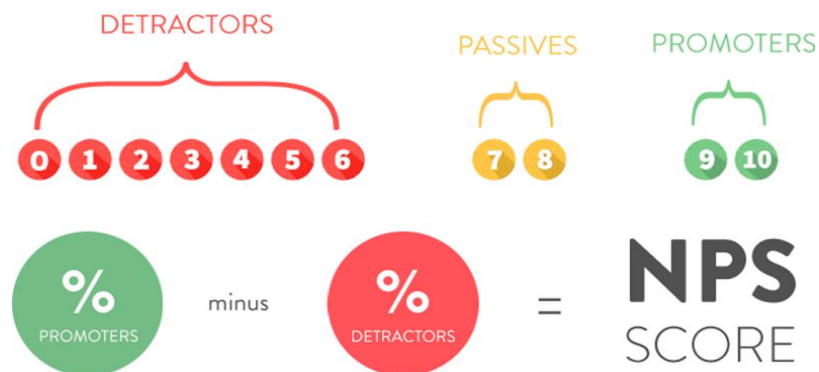 DETRACTORS
PASSIVES
PROMOTERS
0 1 2 3 4 5 6 7 8 9 10
% minus % = NPS
PROMOTERS DETRACTORS SCORE